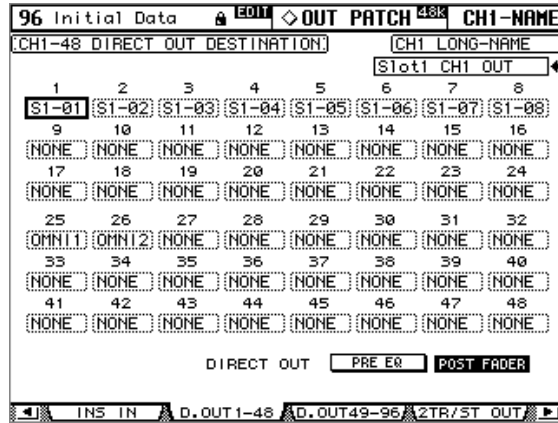 96 Initial Data EDIT ◇OUT PATCH 48K CH1-NAME
CH1-48 DIRECT OUT DESTINATION CH1 LONG-NAME
Slot1 CH1 OUT
1 2 3 4 5 6 7 8
S1-01 S1-02 S1-03 S1-04 S1-05 S1-06 S1-07 S1-08
9 10 11 12 13 14 15 16
NONE NONE NONE NONE NONE NONE NONE NONE
17 18 19 20 21 22 23 24
NONE NONE NONE NONE NONE NONE NONE NONE
25 26 27 28 29 30 31 32
OMNI1 OMNI2 NONE NONE NONE NONE NONE NONE
33 34 35 36 37 38 39 40
NONE NONE NONE NONE NONE NONE NONE NONE
41 42 43 44 45 46 47 48
NONE NONE NONE NONE NONE NONE NONE NONE
DIRECT OUT PRE EQ POST FADER
INS IN D.OUT1-48 D.OUT49-96 2TR/ST OUT